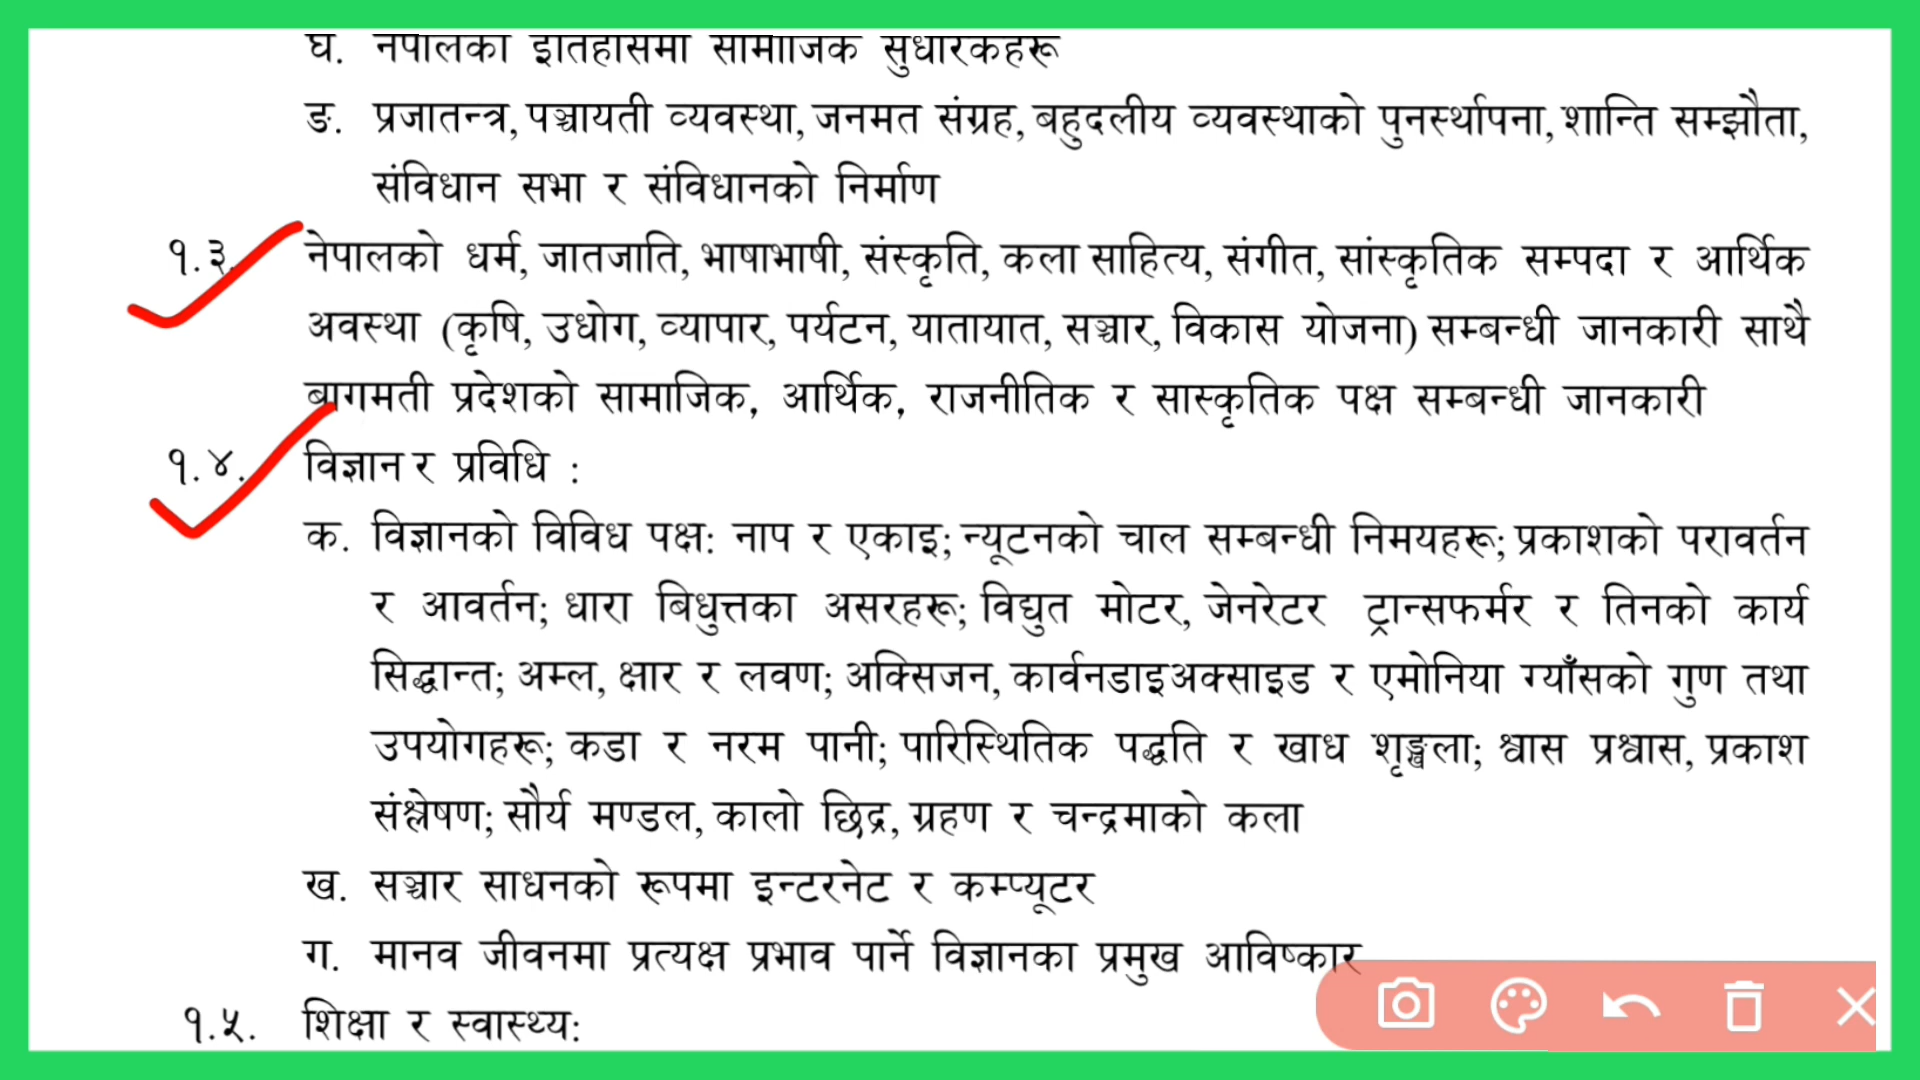 घ. नेपालका इतिहासमा सामाजिक सुधारकहरू
ङ. प्रजातन्त्र, पञ्चायती व्यवस्था, जनमत संग्रह, बहुदलीय व्यवस्थाको पुनर्स्थापना, शान्ति सम्झौता,
संविधान सभा र संविधानको निर्माण
१.३. नेपालको धर्म, जातजाति, भाषाभाषी, संस्कृति, कला साहित्य, संगीत, सांस्कृतिक सम्पदा र आर्थिक
अवस्था (कृषि, उधोग, व्यापार, पर्यटन, यातायात, सञ्चार, विकास योजना) सम्बन्धी जानकारी साथै
बागमती प्रदेशको सामाजिक, आर्थिक, राजनीतिक र सास्कृतिक पक्ष सम्बन्धी जानकारी
१.४. विज्ञान र प्रविधि :
क. विज्ञानको विविध पक्ष: नाप र एकाइ; न्यूटनको चाल सम्बन्धी निमयहरू; प्रकाशको परावर्तन
र आवर्तन; धारा बिधुत्तका असरहरू; विद्युत मोटर, जेनरेटर ट्रान्सफर्मर र तिनको कार्य
सिद्धान्त; अम्ल, क्षार र लवण; अक्सिजन, कार्वनडाइअक्साइड र एमोनिया ग्याँसको गुण तथा
उपयोगहरू; कडा र नरम पानी; पारिस्थितिक पद्धति र खाध शृङ्खला; श्वास प्रश्वास, प्रकाश
संश्लेषण; सौर्य मण्डल, कालो छिद्र, ग्रहण र चन्द्रमाको कला
ख. सञ्चार साधनको रूपमा इन्टरनेट र कम्प्यूटर
ग. मानव जीवनमा प्रत्यक्ष प्रभाव पार्ने विज्ञानका प्रमुख आविष्कार
१.५. शिक्षा र स्वास्थ्य: